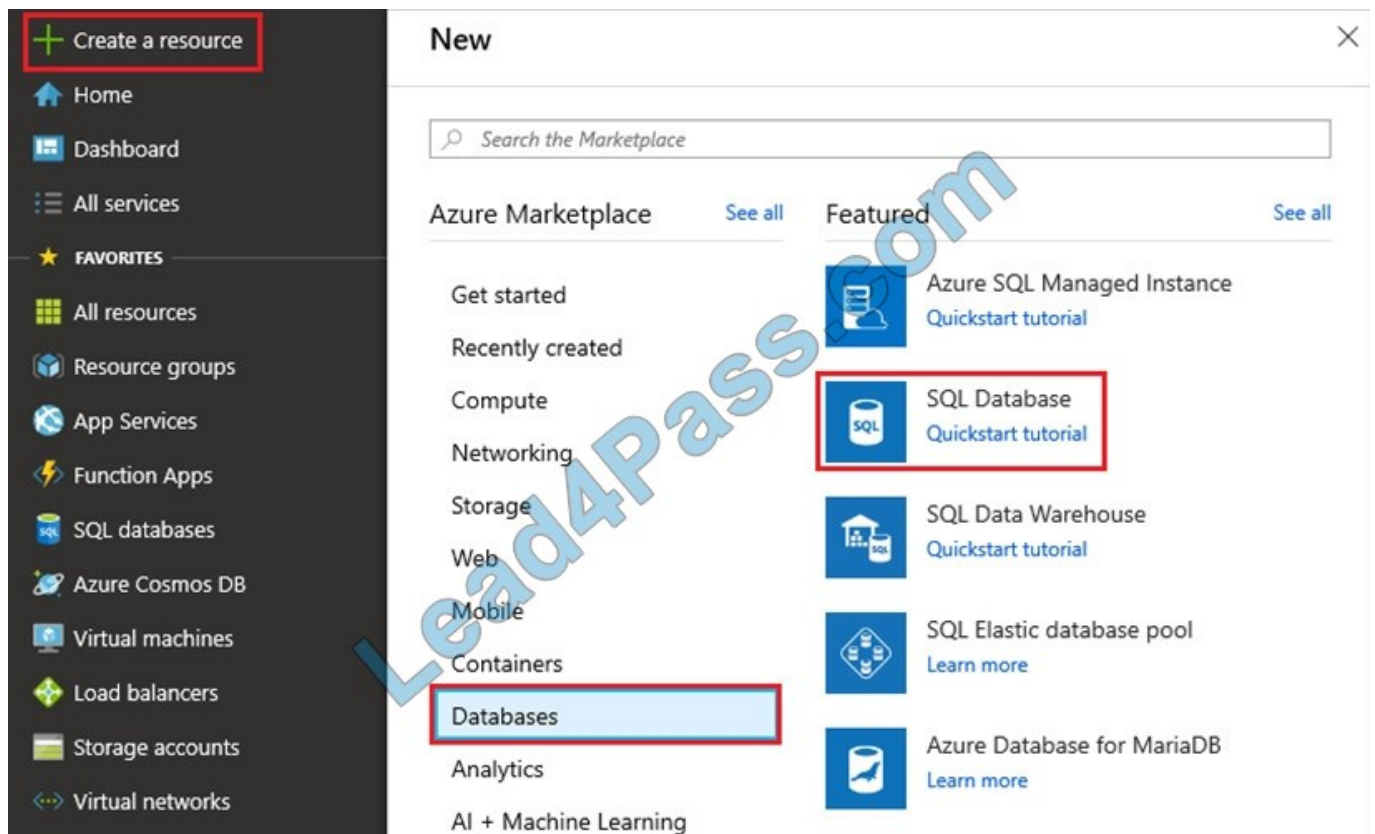 Create a resource
Home
Dashboard
All services
FAVORITES
All resources
Resource groups
App Services
Function Apps
SQL databases
Azure Cosmos DB
Virtual machines
Load balancers
Storage accounts
Virtual networks
New
Search the Marketplace
Azure Marketplace See all
Get started
Recently created
Compute
Networking
Storage
Web
Mobile
Containers
Databases
Analytics
AI + Machine Learning
Featured See all
Azure SQL Managed Instance
Quickstart tutorial
SQL
SQL Database
Quickstart tutorial
SQL Data Warehouse
Quickstart tutorial
SQL Elastic database pool
Learn more
Azure Database for MariaDB
Learn more
Lead4Pass.com